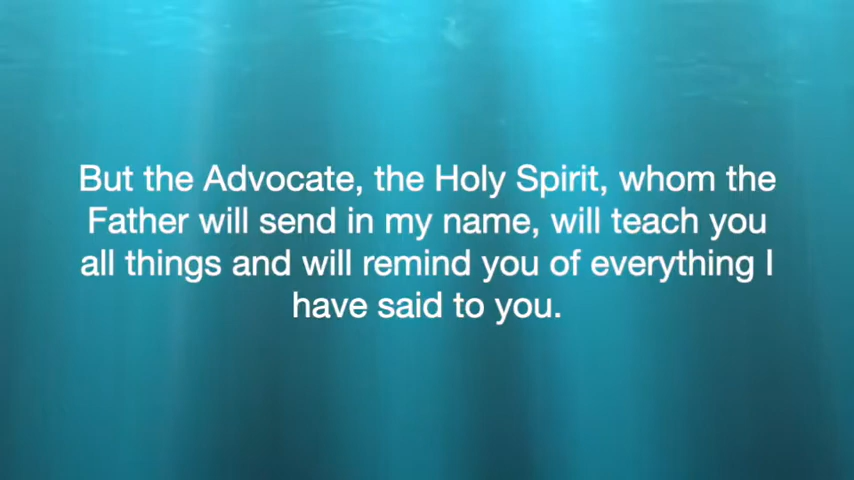 But the Advocate, the Holy Spirit, whom the
Father will send in my name, will teach you
all things and will remind you of everything I
have said to you.